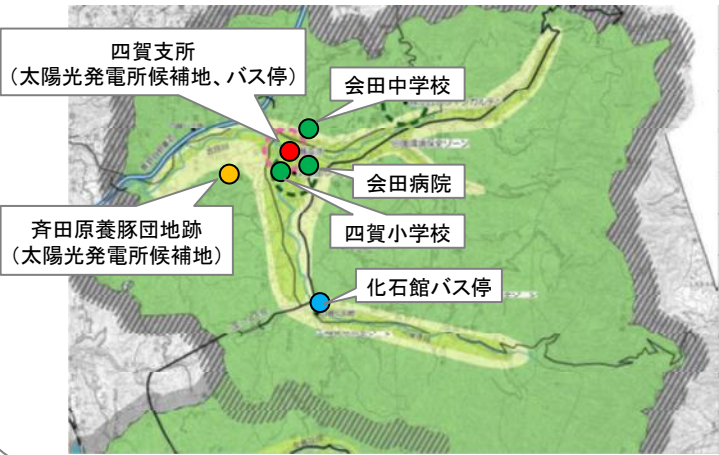 四賀支所
（太陽光発電所候補地、バス停）
会田中学校
会田病院
四賀小学校
斉田原養豚団地跡
（太陽光発電所候補地）
化石館バス停